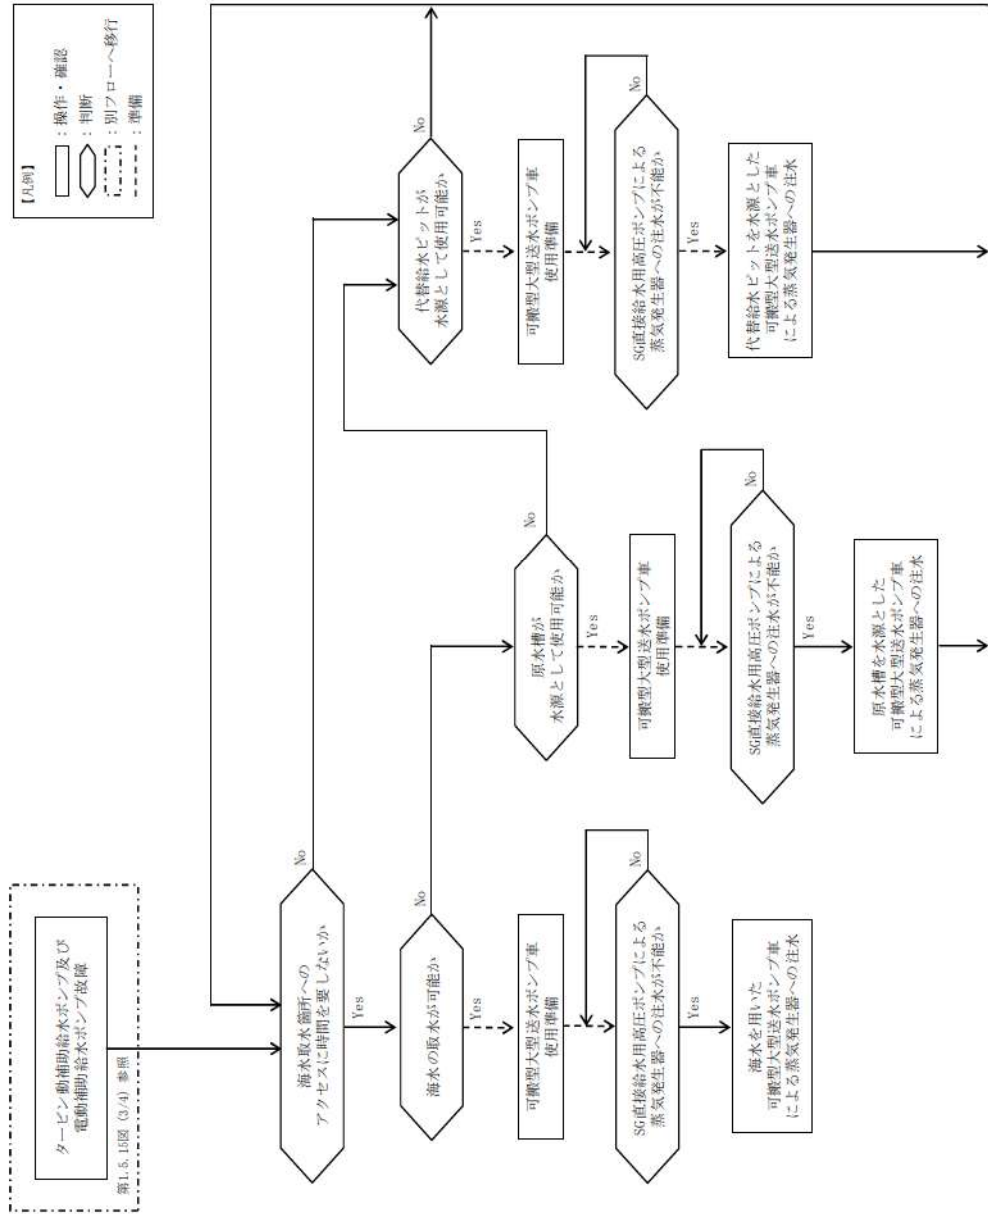 【凡例】
：操作・確認
：判断
：別フローへ移行
：準備
タービン動補助給水ポンプ及び
電動補助給水ポンプ故障
第1.5.15図 (3/4) 参照
海水取水箇所への
アクセスに時間を要しないか
No
Yes
海水の取水が可能か
No
Yes
可搬型大型送水ポンプ車
使用準備
SG直接給水用高圧ポンプによる
蒸気発生器への注水が不能か
No
Yes
海水を用いた
可搬型大型送水ポンプ車
による蒸気発生器への注水
原水槽が
水源として使用可能か
No
Yes
可搬型大型送水ポンプ車
使用準備
SG直接給水用高圧ポンプによる
蒸気発生器への注水が不能か
No
Yes
原水槽を水源とした
可搬型大型送水ポンプ車
による蒸気発生器への注水
代替給水ピットが
水源として使用可能か
No
Yes
可搬型大型送水ポンプ車
使用準備
SG直接給水用高圧ポンプによる
蒸気発生器への注水が不能か
No
Yes
代替給水ピットを水源とした
可搬型大型送水ポンプ車
による蒸気発生器への注水